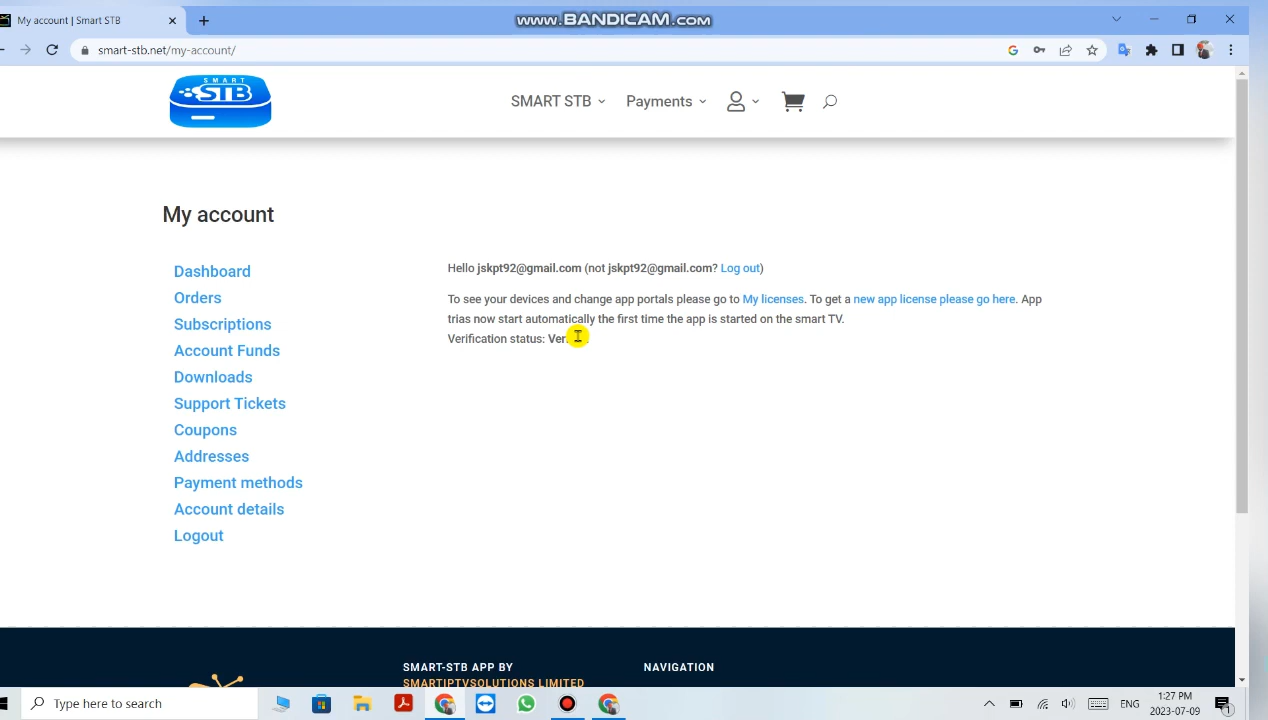 www.BANDICAM.com
My account | Smart STB
smart-stb.net/my-account/
SMART
STB
SMART STB
Payments
My account
Dashboard
Orders
Subscriptions
Account Funds
Downloads
Support Tickets
Coupons
Addresses
Payment methods
Account details
Logout
Hello jskpt92@gmail.com (not jskpt92@gmail.com? Log out)
To see your devices and change app portals please go to My licenses. To get a new app license please go here. App
trias now start automatically the first time the app is started on the smart TV.
Verification status:
SMART-STB APP BY
SMARTIPTVSOLUTIONS LIMITED
NAVIGATION
Type here to search
ENG
1:27 PM
2023-07-09
1